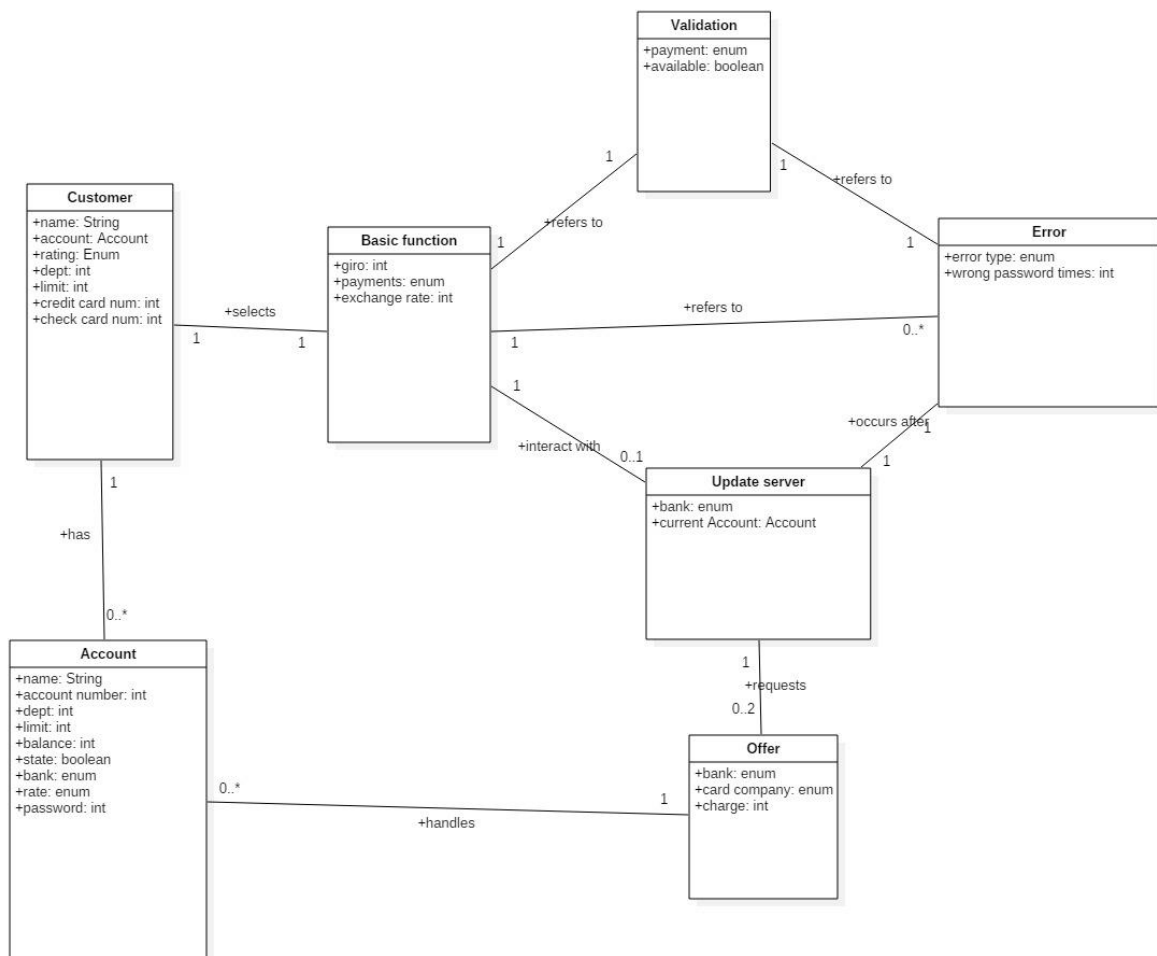 Validation
+payment: enum
+available: boolean
1
1
+refers to
+refers to
1
1
Customer
+name: String
+account: Account
+rating: Enum
+dept: int
+limit: int
+credit card num: int
+check card num: int
+selects
1
1
Basic function
+giro: int
+payments: enum
+exchange rate: int
+refers to
1
0..*
Error
+error type: enum
+wrong password times: int
1
+interact with
0..1
+occurs after
1
1
Update server
+bank: enum
+current Account: Account
1
+has
0..*
1
+requests
0..2
Account
+name: String
+account number: int
+dept: int
+limit: int
+balance: int
+state: boolean
+bank: enum
+rate: enum
+password: int
0..*
+handles
1
Offer
+bank: enum
+card company: enum
+charge: int